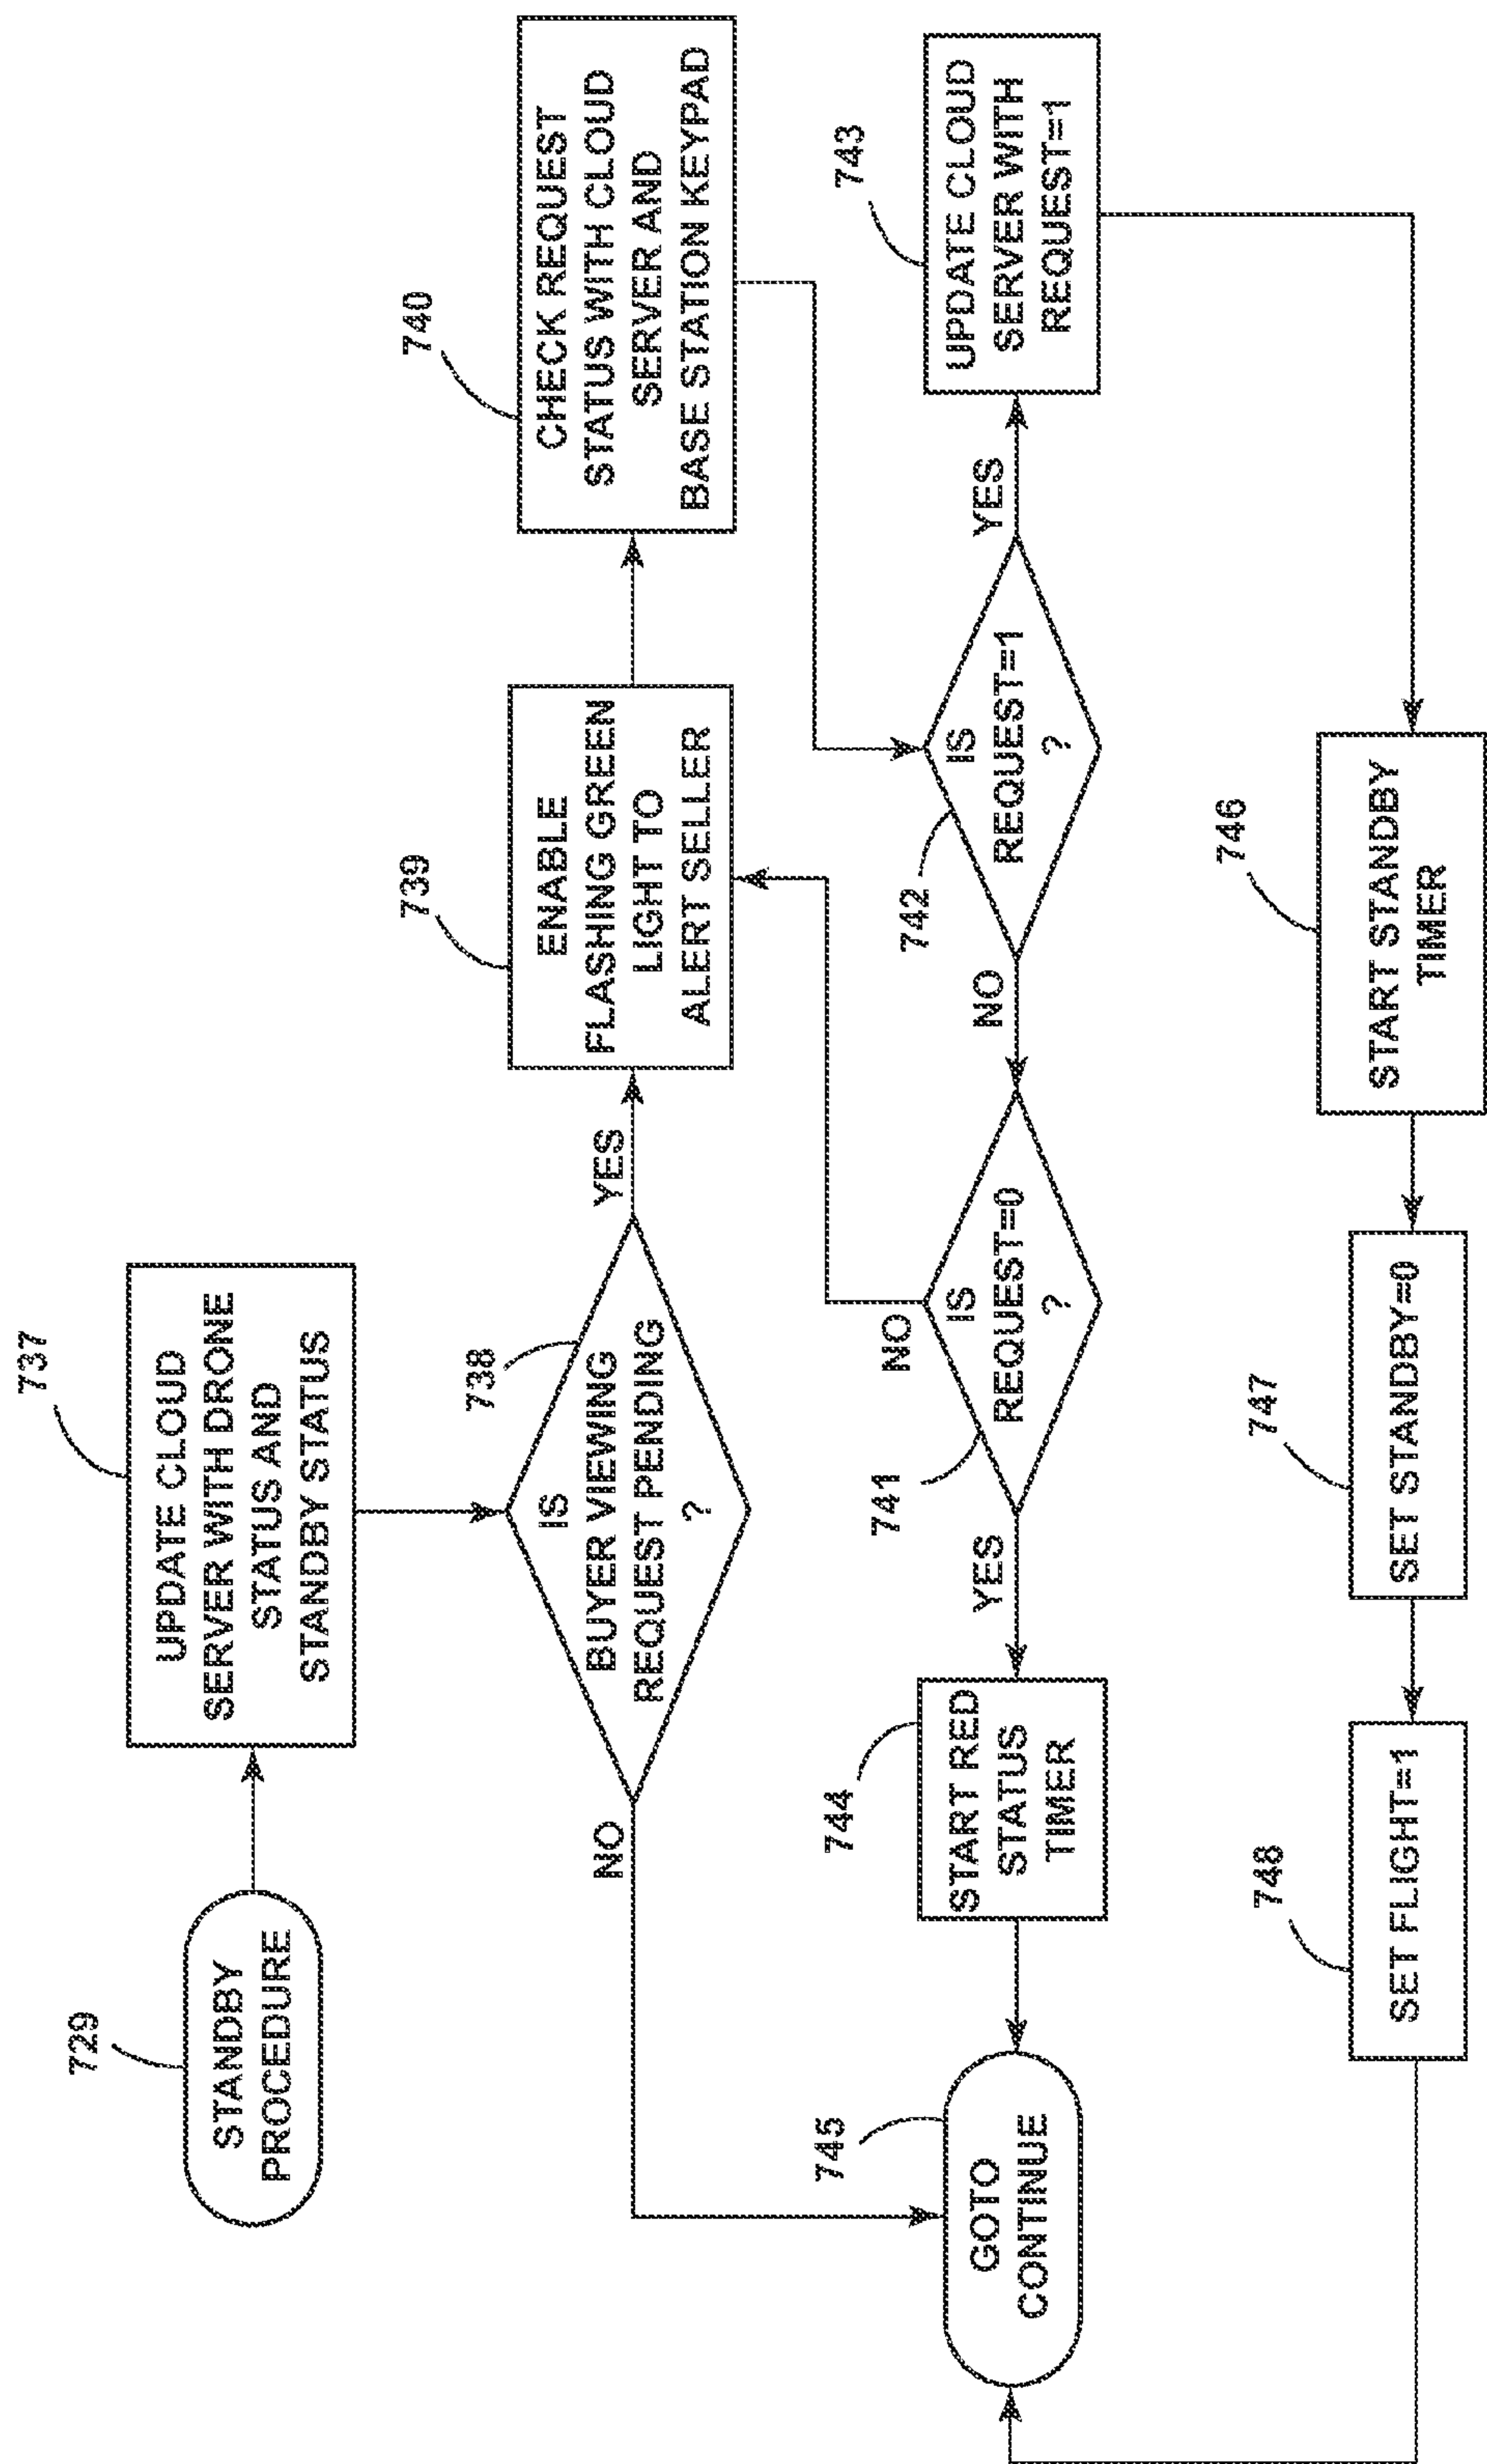 729
STANDBY
PROCEDURE
737
UPDATE CLOUD
SERVER WITH DRONE
STATUS AND
STANDBY STATUS
738
IS
BUYER VIEWING
REQUEST PENDING
?
NO
YES
739
ENABLE
FLASHING GREEN
LIGHT TO
ALERT SELLER
740
CHECK REQUEST
STATUS WITH CLOUD
SERVER AND
BASE STATION KEYPAD
745
GOTO
CONTINUE
744
START RED
STATUS
TIMER
YES
741
IS
REQUEST=0
?
NO
NO
742
IS
REQUEST=1
?
YES
743
UPDATE CLOUD
SERVER WITH
REQUEST=1
748
SET FLIGHT=1
747
SET STANDBY=0
746
START STANDBY
TIMER